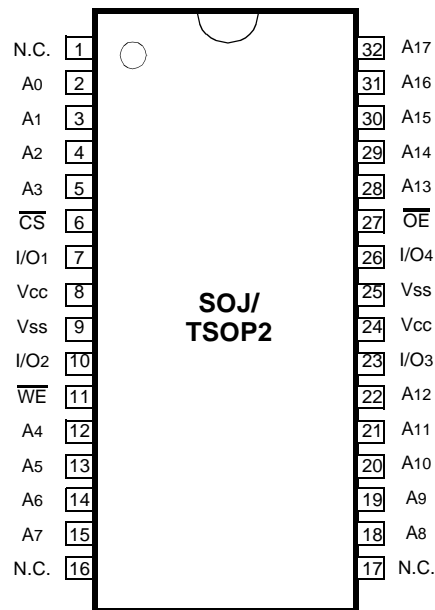 N.C. 1 32 A17
A0 2 31 A16
A1 3 30 A15
A2 4 29 A14
A3 5 28 A13
C̅S̅ 6 27 O̅E̅
I/O1 7 26 I/O4
Vcc 8 25 Vss
SOJ/
Vss 9 24 Vcc
TSOP2
I/O2 10 23 I/O3
W̅E̅ 11 22 A12
A4 12 21 A11
A5 13 20 A10
A6 14 19 A9
A7 15 18 A8
N.C. 16 17 N.C.